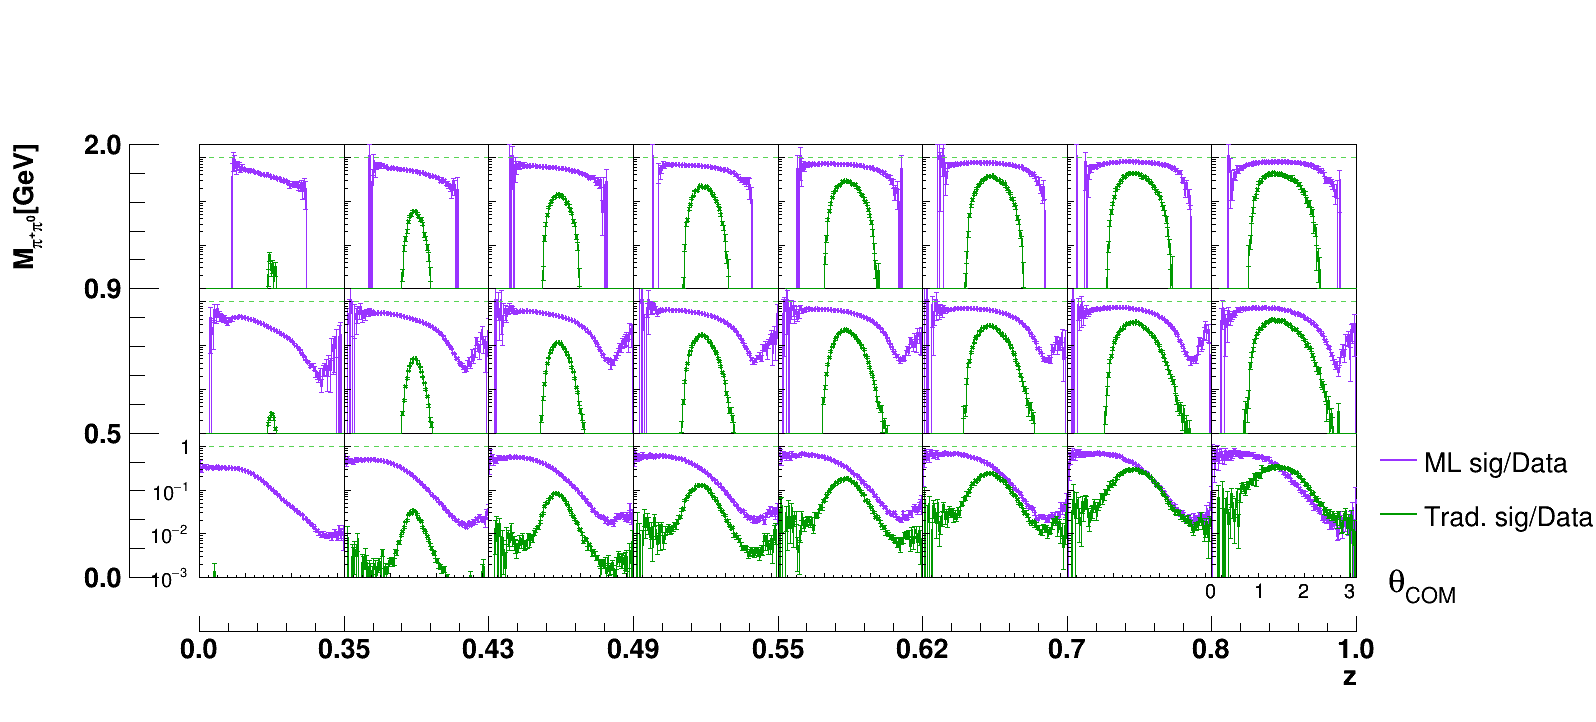 M π⁺π⁰ [GeV]
2.0
0.9
0.5
0.0
1
10⁻¹
10⁻²
10⁻³
ML sig/Data
Trad. sig/Data
0 1 2 3
θ COM
0.0 0.35 0.43 0.49 0.55 0.62 0.7 0.8 1.0
z